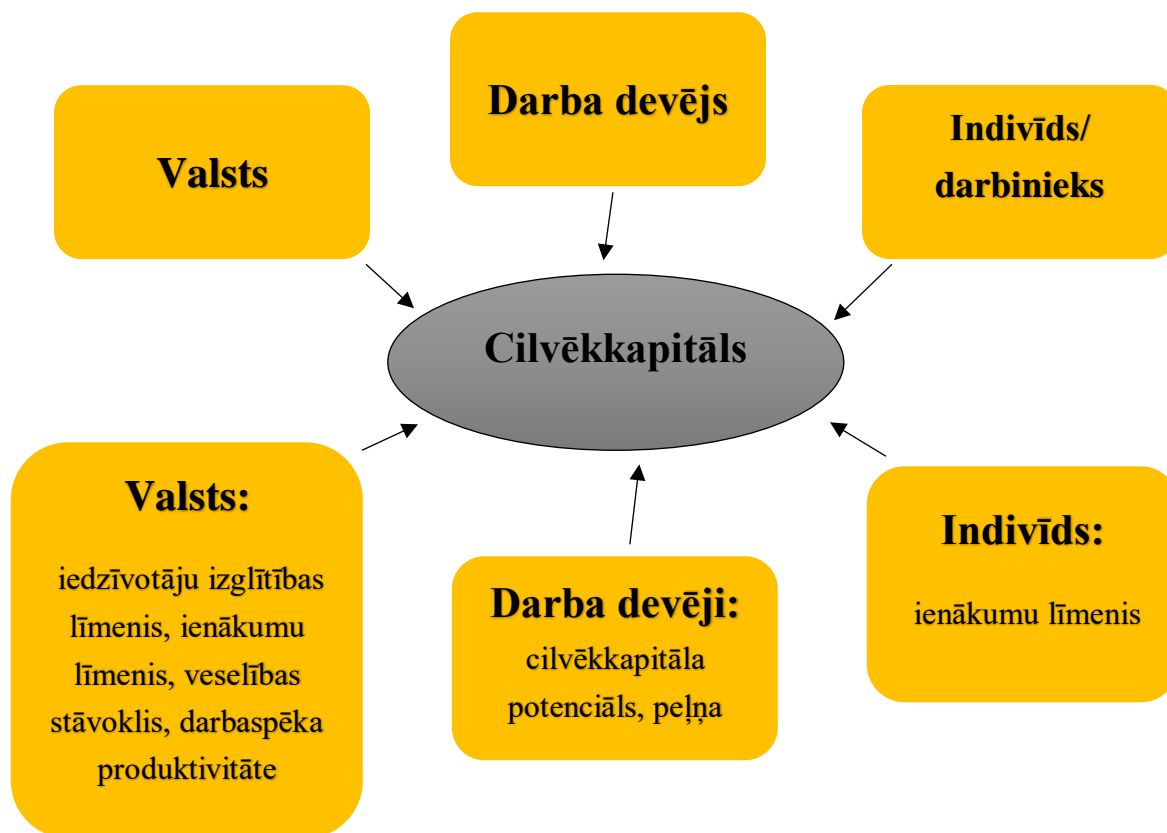 Valsts
Darba devējs
Indivīds/
darbinieks
Cilvēkkapitāls
Valsts:
iedzīvotāju izglītības
līmenis, ienākumu
līmenis, veselības
stāvoklis, darbaspēka
produktivitāte
Darba devēji:
cilvēkkapitāla
potenciāls, peļņa
Indivīds:
ienākumu līmenis